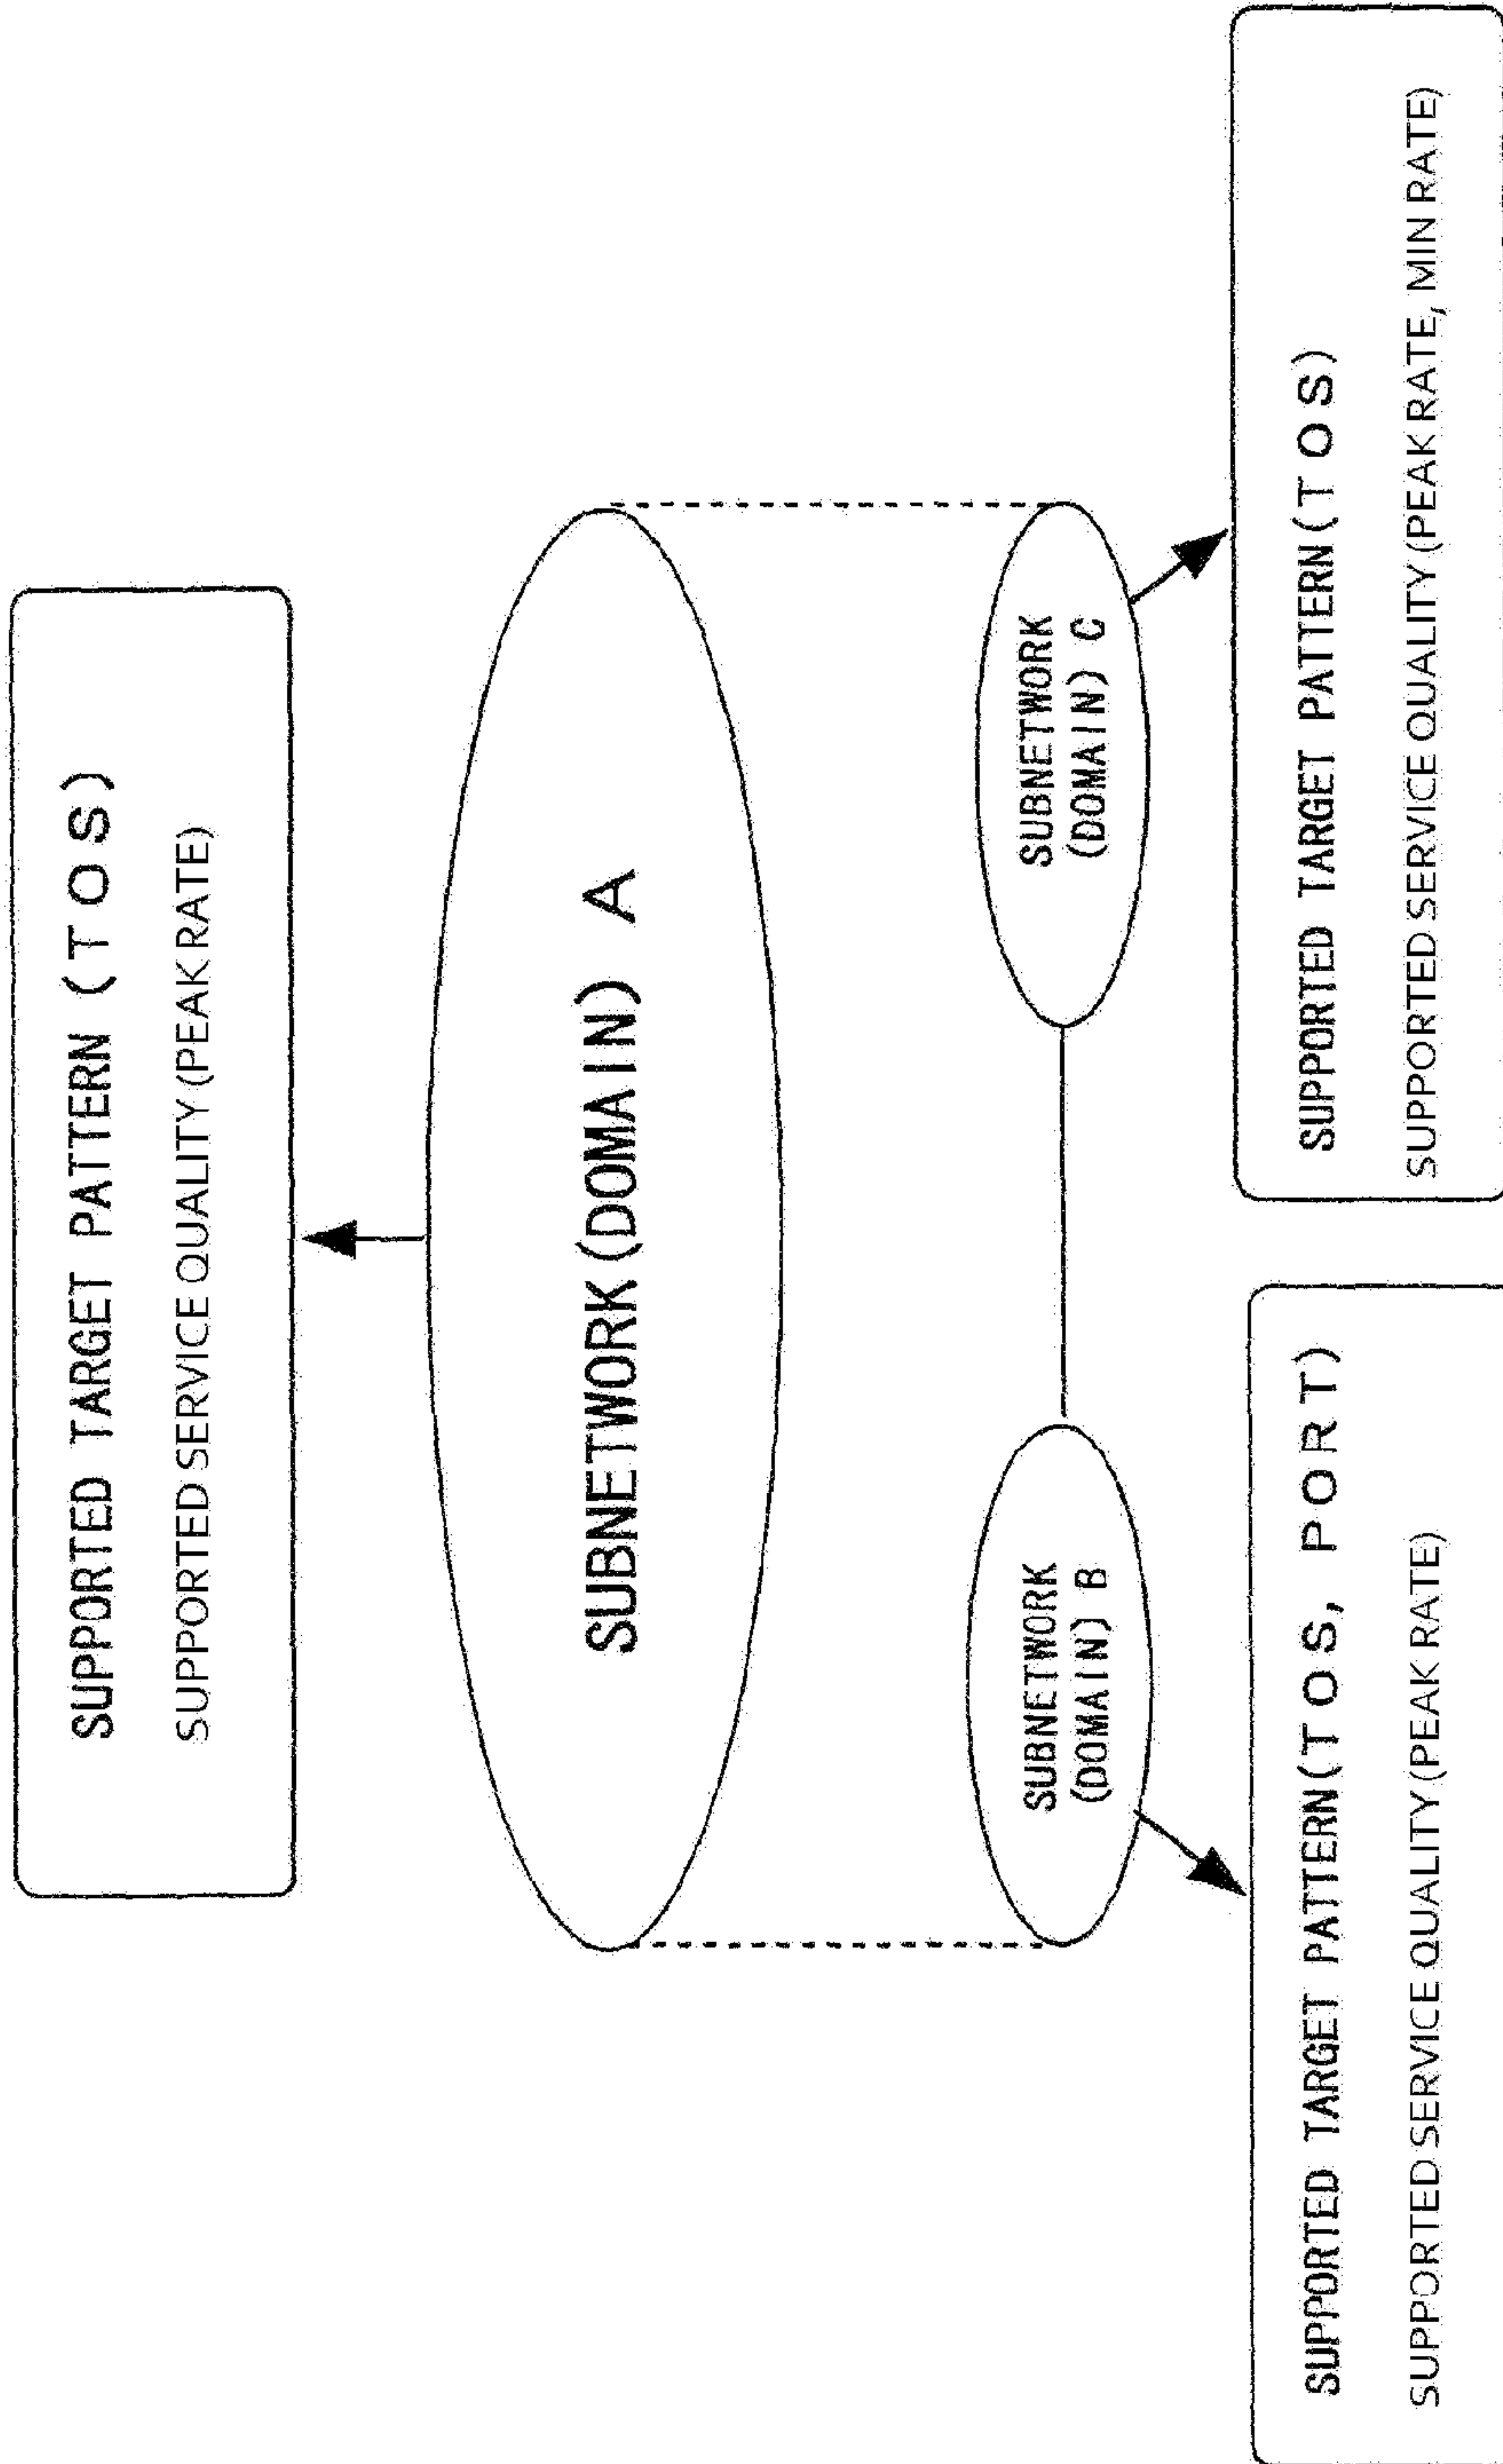 SUPPORTED TARGET PATTERN (TOS)
SUPPORTED SERVICE QUALITY (PEAK RATE)
SUBNETWORK (DOMAIN) A
SUBNETWORK
(DOMAIN) B
SUBNETWORK
(DOMAIN) C
SUPPORTED TARGET PATTERN (TOS, PORT)
SUPPORTED SERVICE QUALITY (PEAK RATE)
SUPPORTED TARGET PATTERN (TOS)
SUPPORTED SERVICE QUALITY (PEAK RATE, MIN RATE)